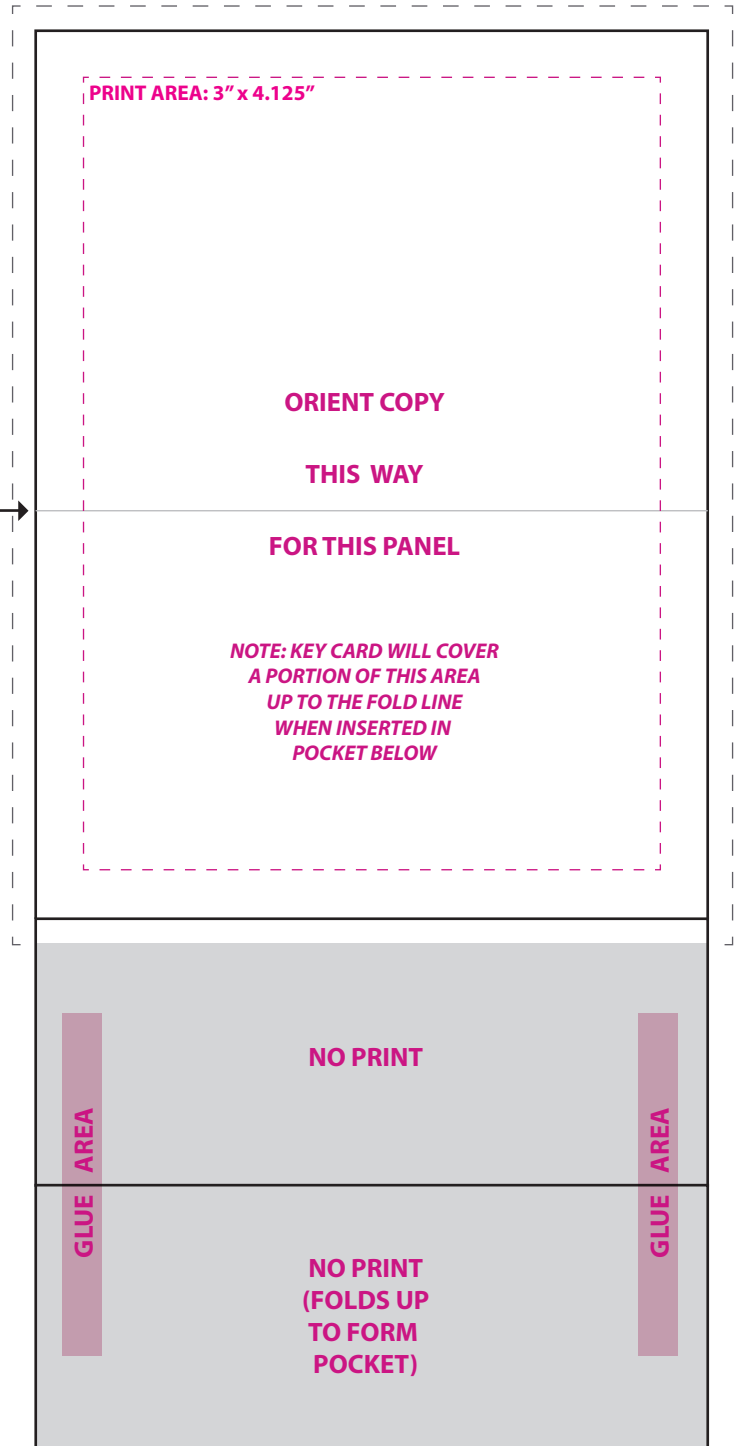 PRINT AREA: 3” x 4.125”
ORIENT COPY
THIS WAY
FOR THIS PANEL
NOTE: KEY CARD WILL COVER
A PORTION OF THIS AREA
UP TO THE FOLD LINE
WHEN INSERTED IN
POCKET BELOW
NO PRINT
GLUE AREA
GLUE AREA
NO PRINT
(FOLDS UP
TO FORM
POCKET)